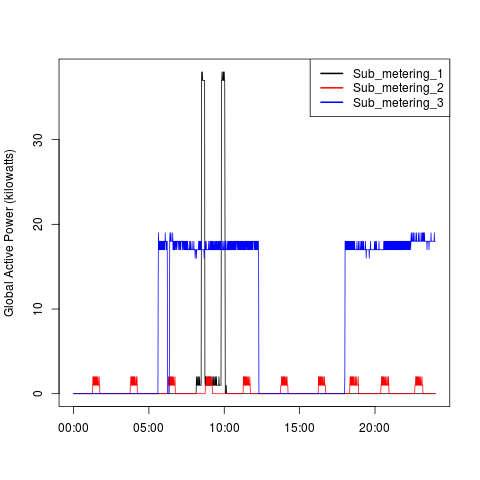 Sub_metering_1
Sub_metering_2
Sub_metering_3
Global Active Power (kilowatts)
30
20
10
0
00:00 05:00 10:00 15:00 20:00